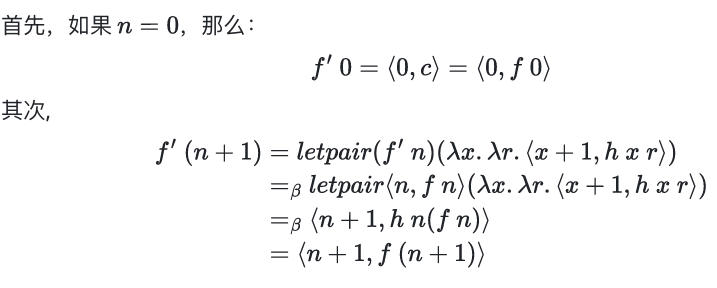 首先，如果 n = 0，那么：
f′ 0 = ⟨0, c⟩ = ⟨0, f 0⟩
其次,
f′ (n + 1) = letpair(f′ n)(λx. λr. ⟨x + 1, h x r⟩)
=β letpair⟨n, f n⟩(λx. λr. ⟨x + 1, h x r⟩)
=β ⟨n + 1, h n(f n)⟩
= ⟨n + 1, f (n + 1)⟩